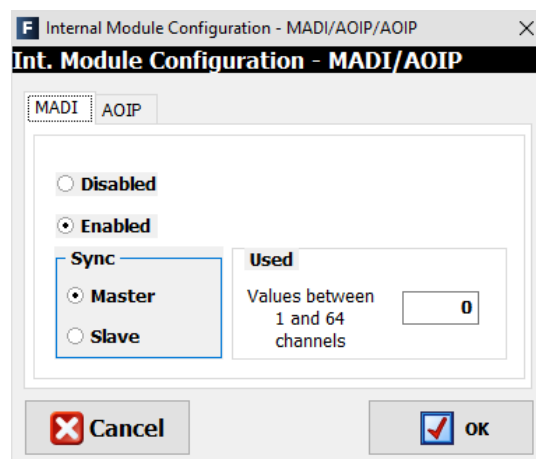 F Internal Module Configuration - MADI/AOIP/AOIP
Int. Module Configuration - MADI/AOIP
MADI AOIP
Disabled
Enabled
Sync
Master
Slave
Used
Values between
1 and 64
channels
0
Cancel
OK